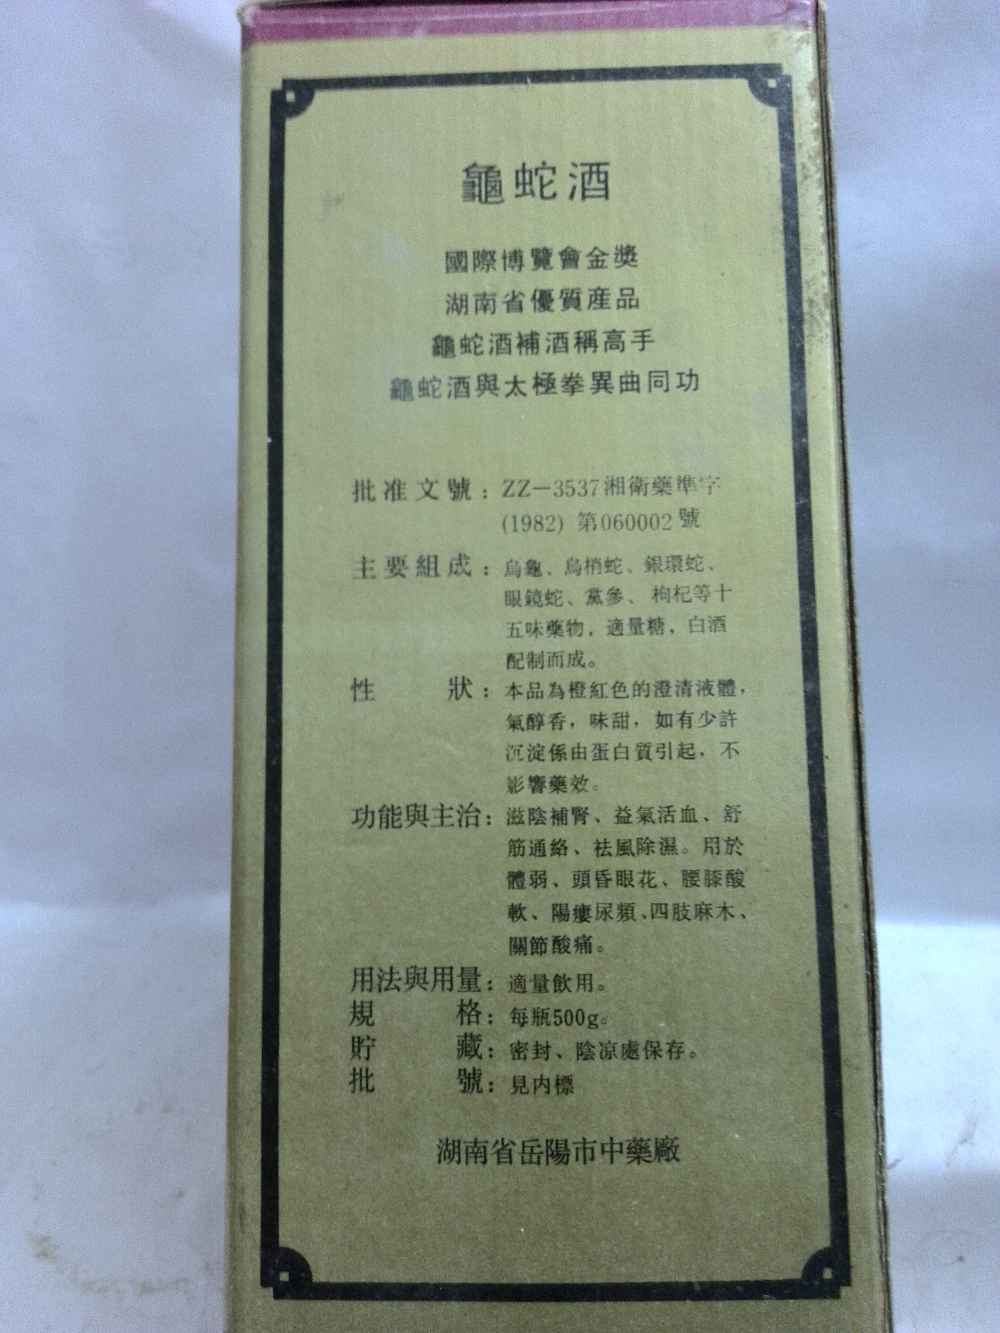 龜蛇酒
國際博覽會金獎
湖南省優質産品
龜蛇酒補酒稱高手
龜蛇酒與太極拳異曲同功
批准文號：ZZ—3537湘衛藥準字
(1982) 第060002號
主要組成：烏龜、烏梢蛇、銀環蛇、
眼鏡蛇、黨參、枸杞等十
五味藥物，適量糖、白酒
配制而成。
性狀：本品為橙紅色的澄清液體，
氣醇香，味甜，如有少許
沉淀係由蛋白質引起，不
影響藥效。
功能與主治：滋陰補腎、益氣活血、舒
筋通絡、祛風除濕。用於
體弱、頭昏眼花、腰膝酸
軟、陽痿尿頻、四肢麻木、
關節酸痛。
用法與用量：適量飲用。
規格：每瓶500g。
貯藏：密封、陰凉處保存。
批號：見内標
湖南省岳陽市中藥廠